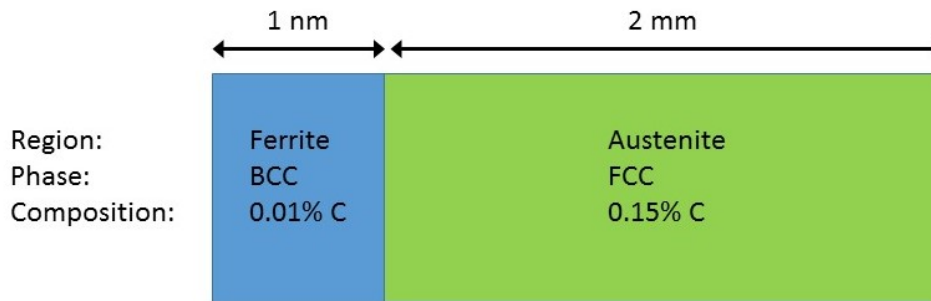 1 nm 2 mm
Region: Ferrite Austenite
Phase: BCC FCC
Composition: 0.01% C 0.15% C